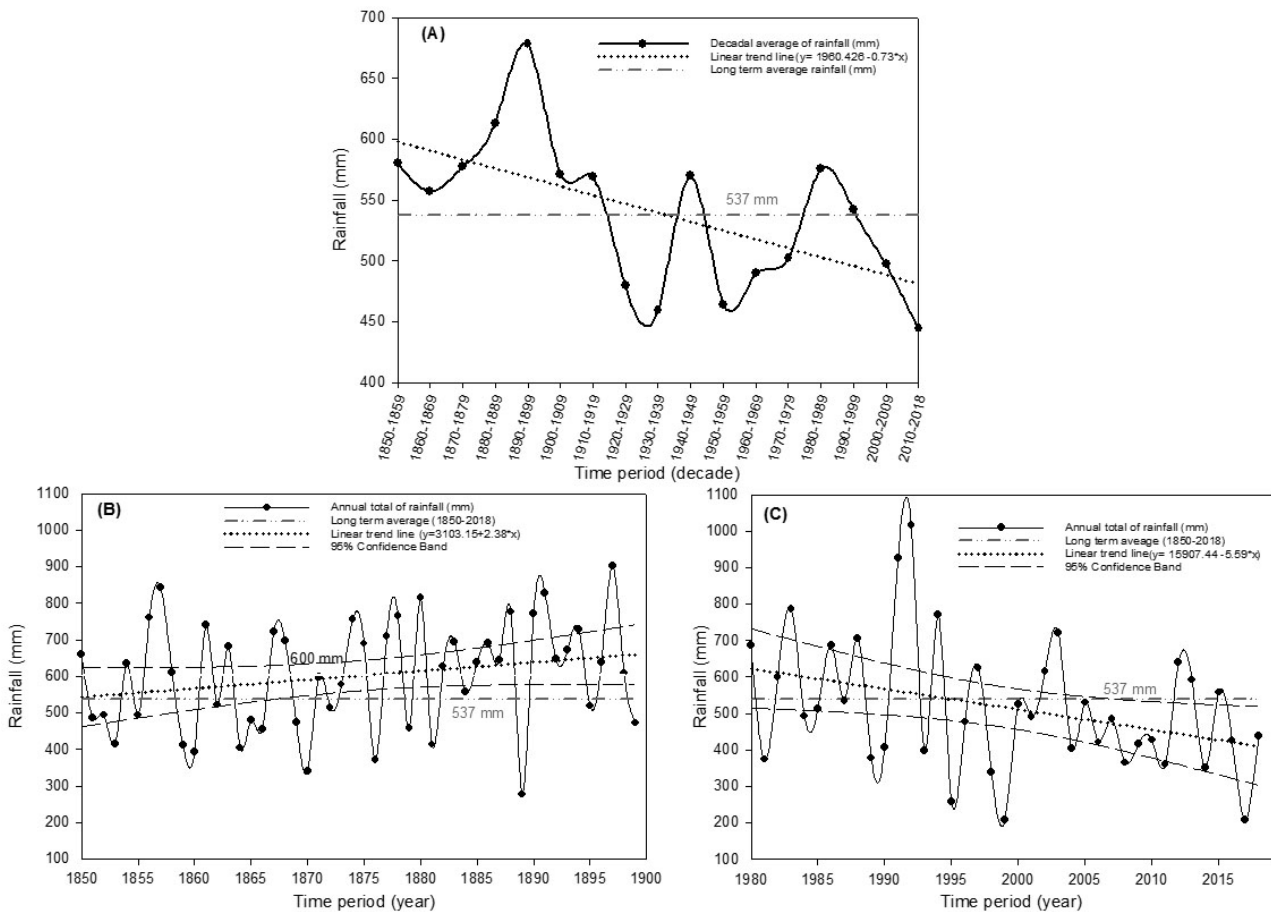 (A)
Decadal average of rainfall (mm)
Linear trend line(y= 1960.426 -0.73*x)
Long term average rainfall (mm)
700
650
600
550
500
450
400
Rainfall (mm)
537 mm
1850-1859
1860-1869
1870-1879
1880-1889
1890-1899
1900-1909
1910-1919
1920-1929
1930-1939
1940-1949
1950-1959
1960-1969
1970-1979
1980-1989
1990-1999
2000-2009
2010-2018
Time period (decade)
(B)
Annual total of rainfall (mm)
Long term average (1850-2018)
Linear trend line (y=3103.15+2.38*x)
95% Confidence Band
1100
1000
900
800
700
600
500
400
300
200
100
Rainfall (mm)
600 mm
537 mm
1850
1855
1860
1865
1870
1875
1880
1885
1890
1895
1900
Time period (year)
(C)
Annual total of rainfall (mm)
Long term aveage (1850-2018)
Linear trend line(y= 15907.44 -5.59*x)
95% Confidence Band
1100
1000
900
800
700
600
500
400
300
200
100
Rainfall (mm)
537 mm
1980
1985
1990
1995
2000
2005
2010
2015
Time period (year)